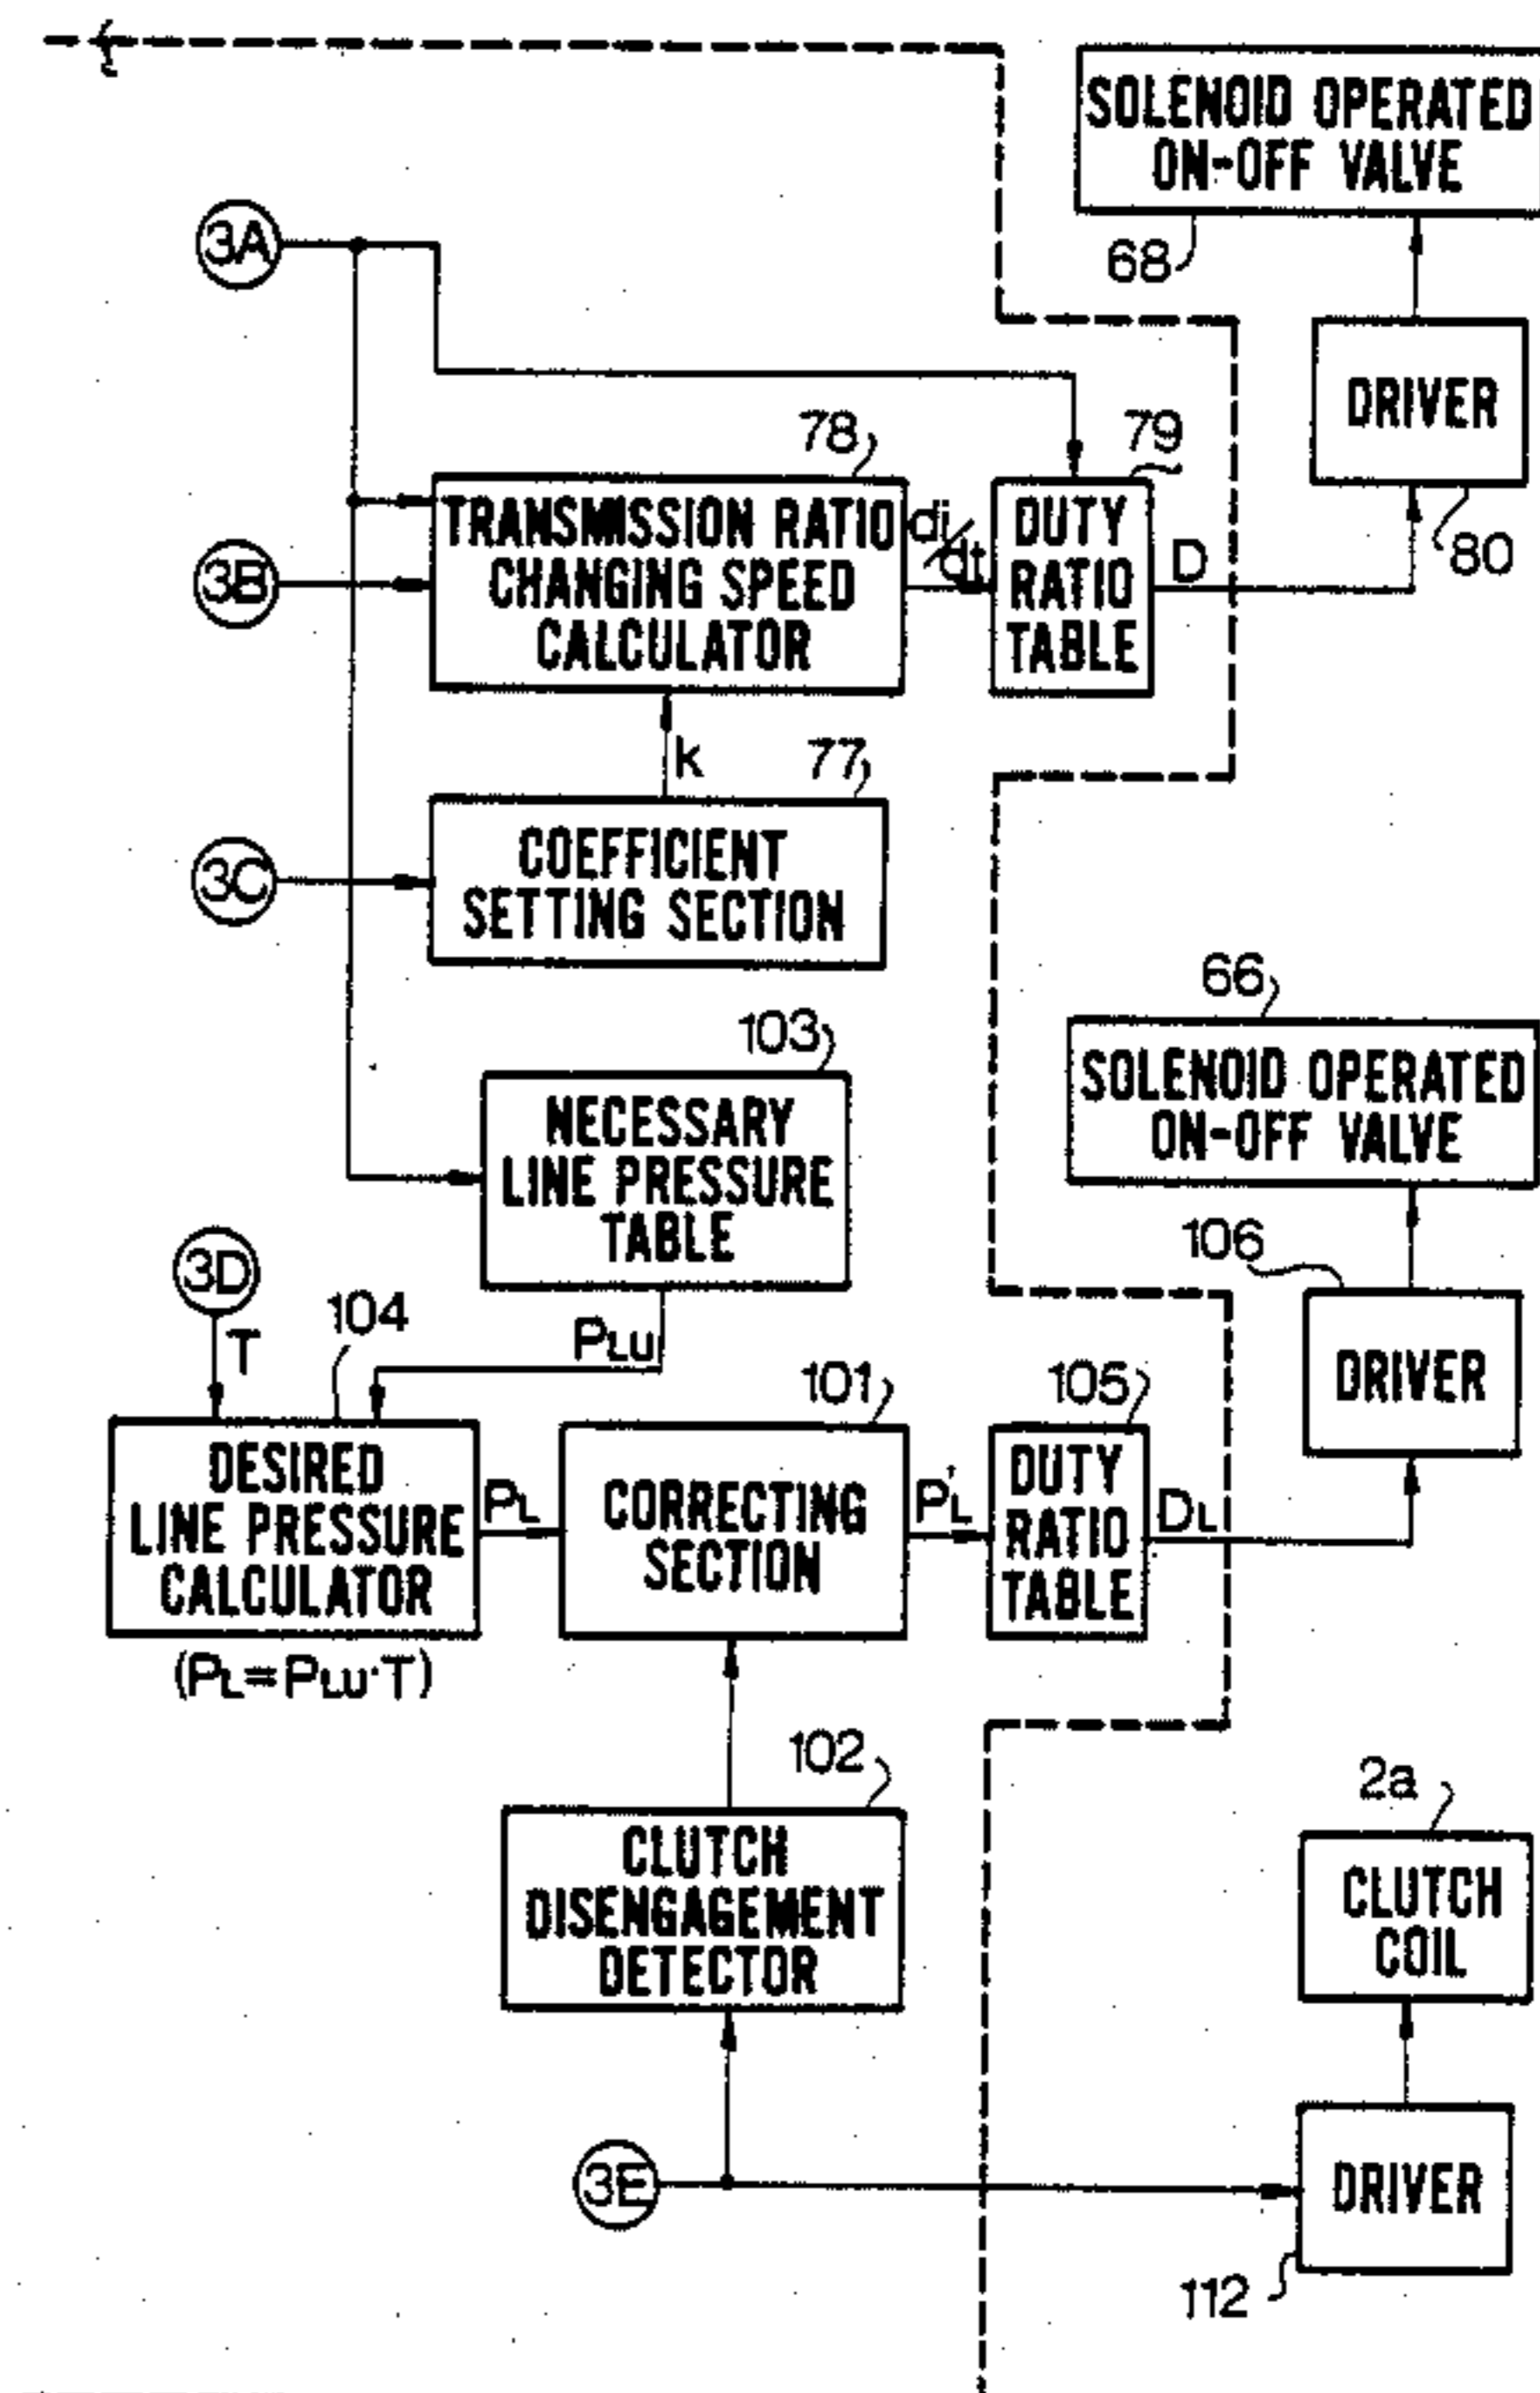 SOLENOID OPERATED
ON-OFF VALVE
68
3A
DRIVER
80
78
79
TRANSMISSION RATIO
CHANGING SPEED
CALCULATOR
di/dt
DUTY
RATIO
TABLE
D
3B
k
77
3C
COEFFICIENT
SETTING SECTION
66
SOLENOID OPERATED
ON-OFF VALVE
103
NECESSARY
LINE PRESSURE
TABLE
106
3D
T
104
PLU
DRIVER
101
105
DESIRED
LINE PRESSURE
CALCULATOR
PL
CORRECTING
SECTION
P'L
DUTY
RATIO
TABLE
DL
(PL=PLU·T)
102
2a
CLUTCH
DISENGAGEMENT
DETECTOR
CLUTCH
COIL
3E
DRIVER
112